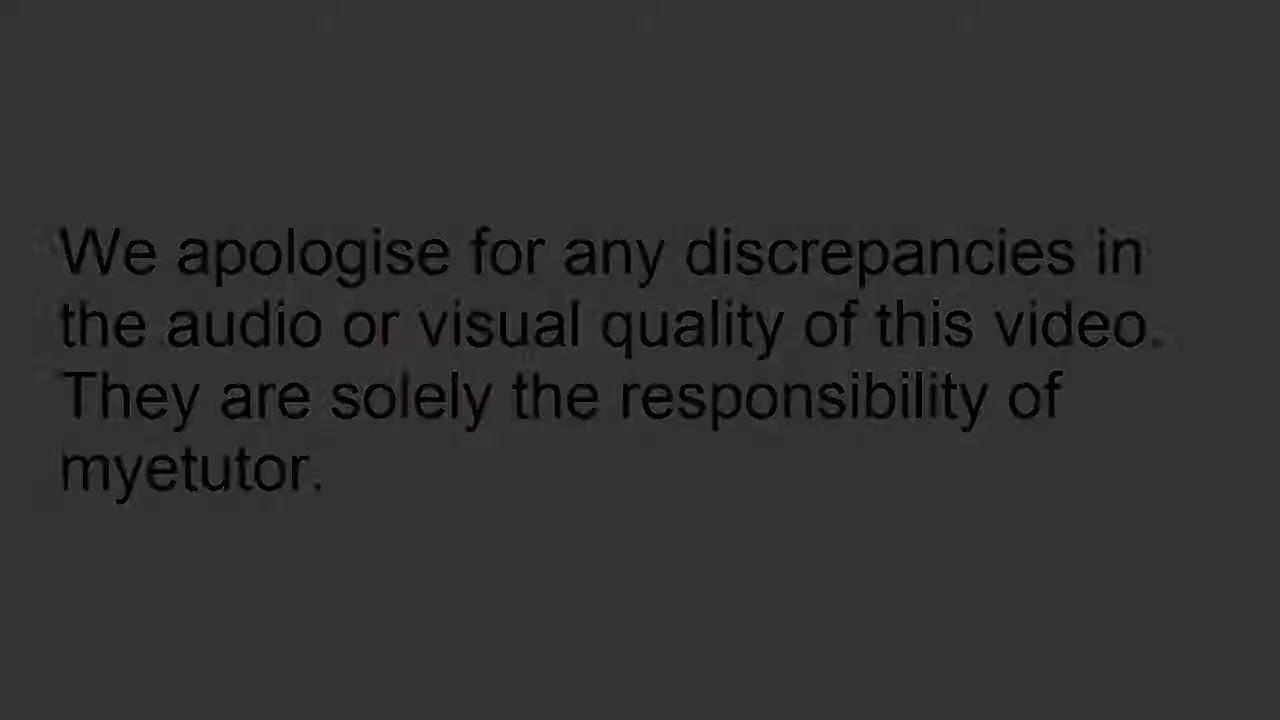 We apologise for any discrepancies in
the audio or visual quality of this video.
They are solely the responsibility of
myetutor.